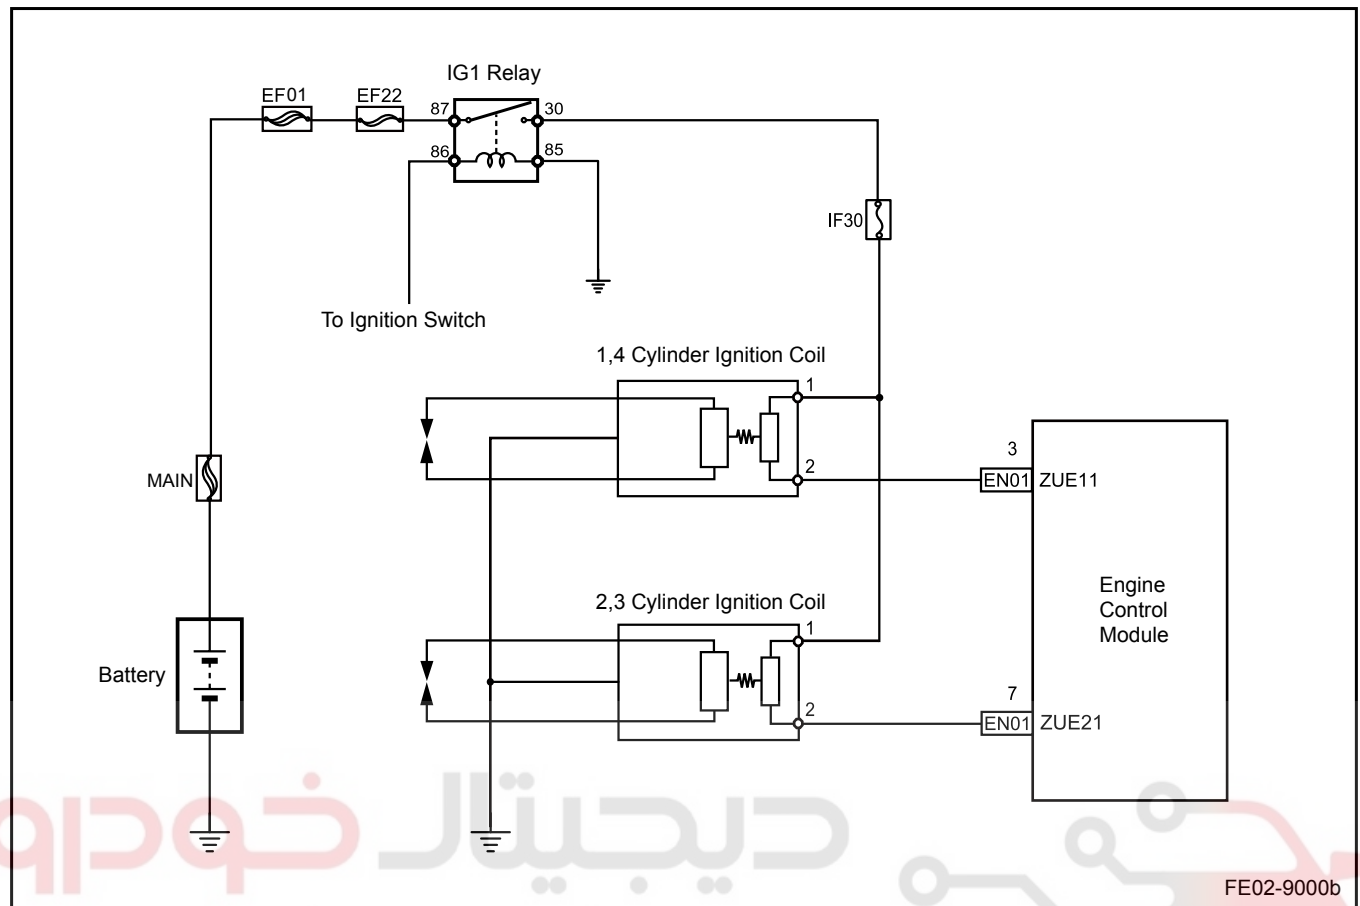 IG1 Relay
EF01
EF22
87
30
86
85
IF30
To Ignition Switch
1,4 Cylinder Ignition Coil
1
2
3
EN01
ZUE11
MAIN
Engine
Control
Module
2,3 Cylinder Ignition Coil
1
2
7
EN01
ZUE21
Battery
دیجیتال خودرو
FE02-9000b